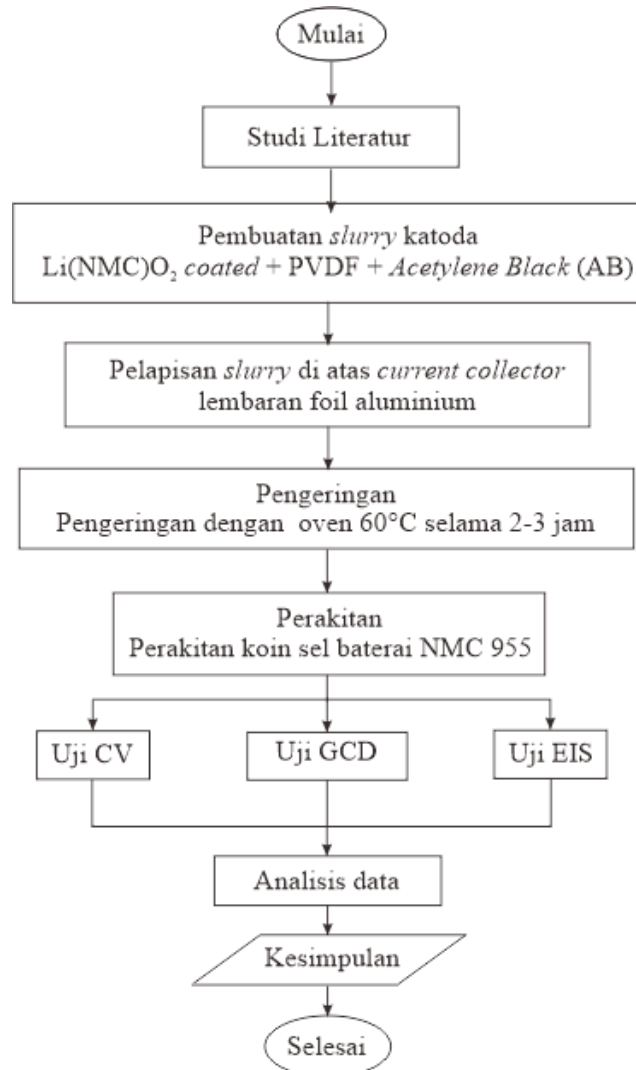 Mulai
Studi Literatur
Pembuatan slurry katoda
Li(NMC)O₂ coated + PVDF + Acetylene Black (AB)
Pelapisan slurry di atas current collector
lembaran foil aluminium
Pengeringan
Pengeringan dengan oven 60°C selama 2-3 jam
Perakitan
Perakitan koin sel baterai NMC 955
Uji CV
Uji GCD
Uji EIS
Analisis data
Kesimpulan
Selesai